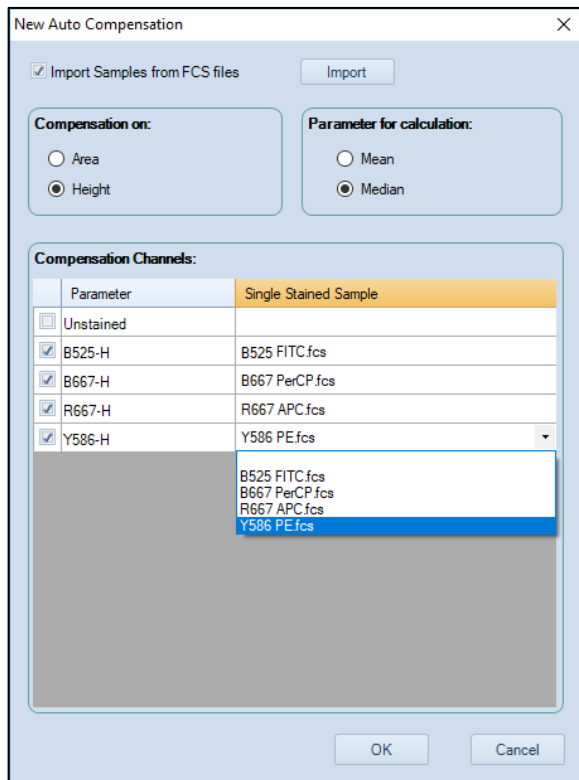 New Auto Compensation
Import Samples from FCS files Import
Compensation on: Parameter for calculation:
Area Mean
Height Median
Compensation Channels:
Parameter Single Stained Sample
Unstained
B525-H B525 FITC.fcs
B667-H B667 PerCP.fcs
R667-H R667 APC.fcs
Y586-H Y586 PE.fcs
B525 FITC.fcs
B667 PerCP.fcs
R667 APC.fcs
Y586 PE.fcs
OK Cancel